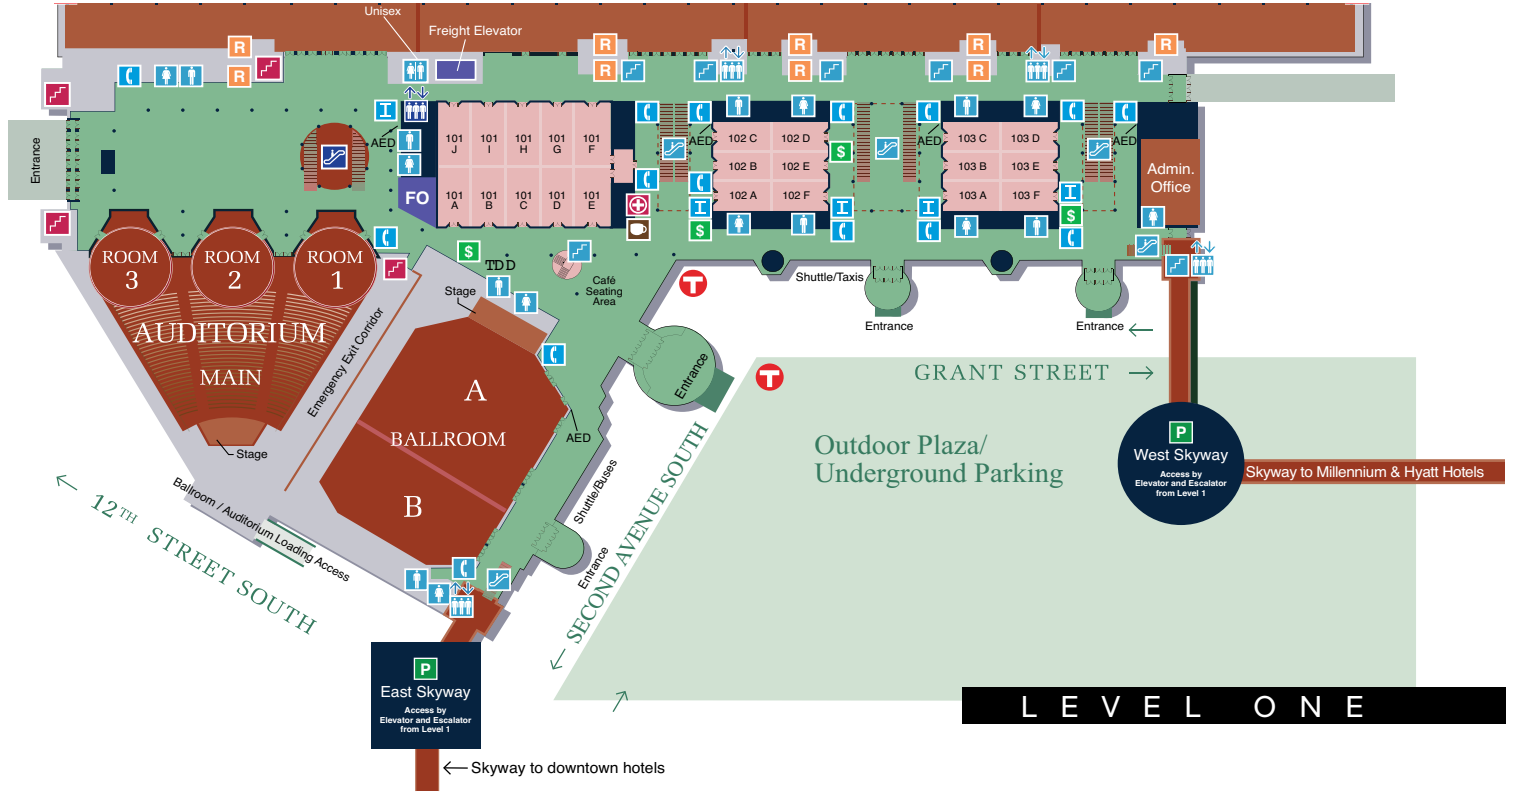 Unisex
Freight Elevator
R
R
R
R
R
R
R
R
R
AED
101
J
101
I
101
H
101
G
101
F
101
A
101
B
101
C
101
D
101
E
FO
AED
102 C
102 D
102 B
102 E
102 A
102 F
$
$
AED
103 C
103 D
103 B
103 E
103 A
103 F
$
AED
Admin.
Office
Entrance
ROOM
3
ROOM
2
ROOM
1
AUDITORIUM
MAIN
Stage
$
TDD
Stage
Café
Seating
Area
T
Shuttle/Taxis
Entrance
Entrance
Emergency Exit Corridor
A
BALLROOM
B
AED
Entrance
T
GRANT STREET
Outdoor Plaza/
Underground Parking
P
West Skyway
Access by
Elevator and Escalator
from Level 1
Skyway to Millennium & Hyatt Hotels
Shuttle/Buses
Entrance
SECOND AVENUE SOUTH
Ballroom / Auditorium Loading Access
12TH STREET SOUTH
P
East Skyway
Access by
Elevator and Escalator
from Level 1
Skyway to downtown hotels
LEVEL ONE